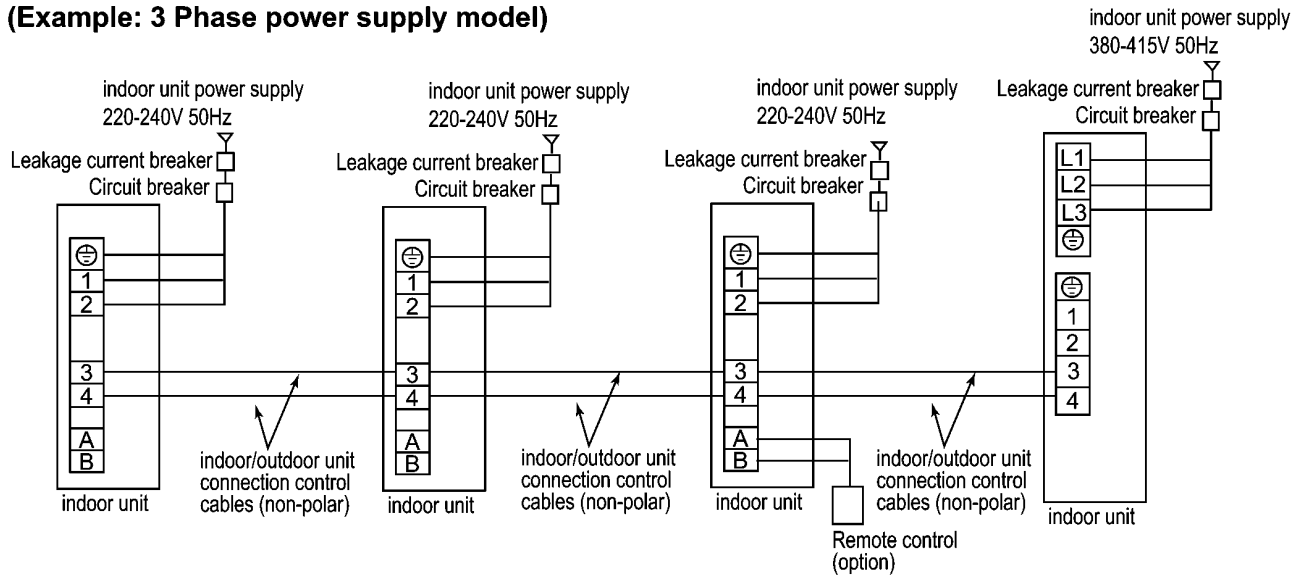 (Example: 3 Phase power supply model)
indoor unit power supply
380-415V 50Hz
Leakage current breaker
Circuit breaker
indoor unit power supply
220-240V 50Hz
Leakage current breaker
Circuit breaker
indoor unit power supply
220-240V 50Hz
Leakage current breaker
Circuit breaker
indoor unit power supply
220-240V 50Hz
Leakage current breaker
Circuit breaker
1
2
3
4
A
B
indoor unit
indoor/outdoor unit
connection control
cables (non-polar)
1
2
3
4
A
B
indoor unit
indoor/outdoor unit
connection control
cables (non-polar)
1
2
3
4
A
B
indoor unit
Remote control
(option)
indoor/outdoor unit
connection control
cables (non-polar)
L1
L2
L3
1
2
3
4
indoor unit